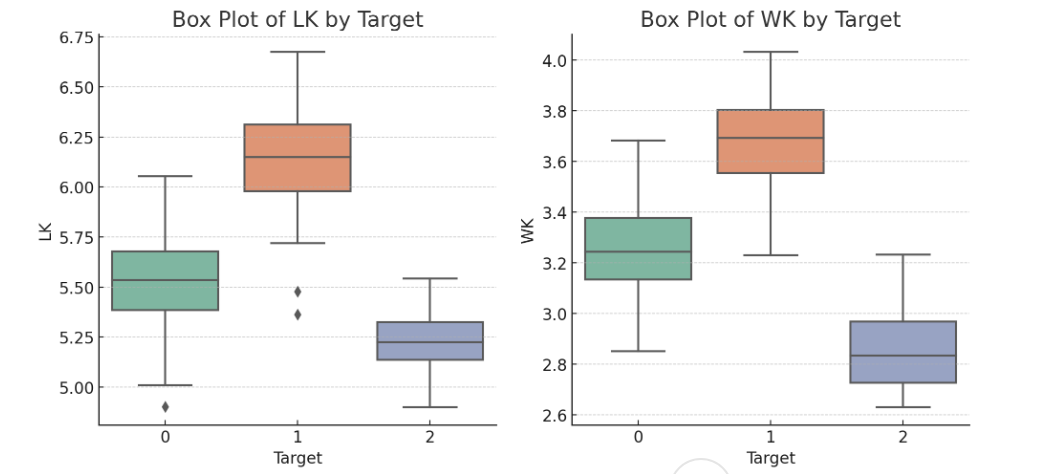 Box Plot of LK by Target
6.75
6.50
6.25
6.00
5.75
5.50
5.25
5.00
LK
0 1 2
Target
Box Plot of WK by Target
4.0
3.8
3.6
3.4
3.2
3.0
2.8
2.6
WK
0 1 2
Target